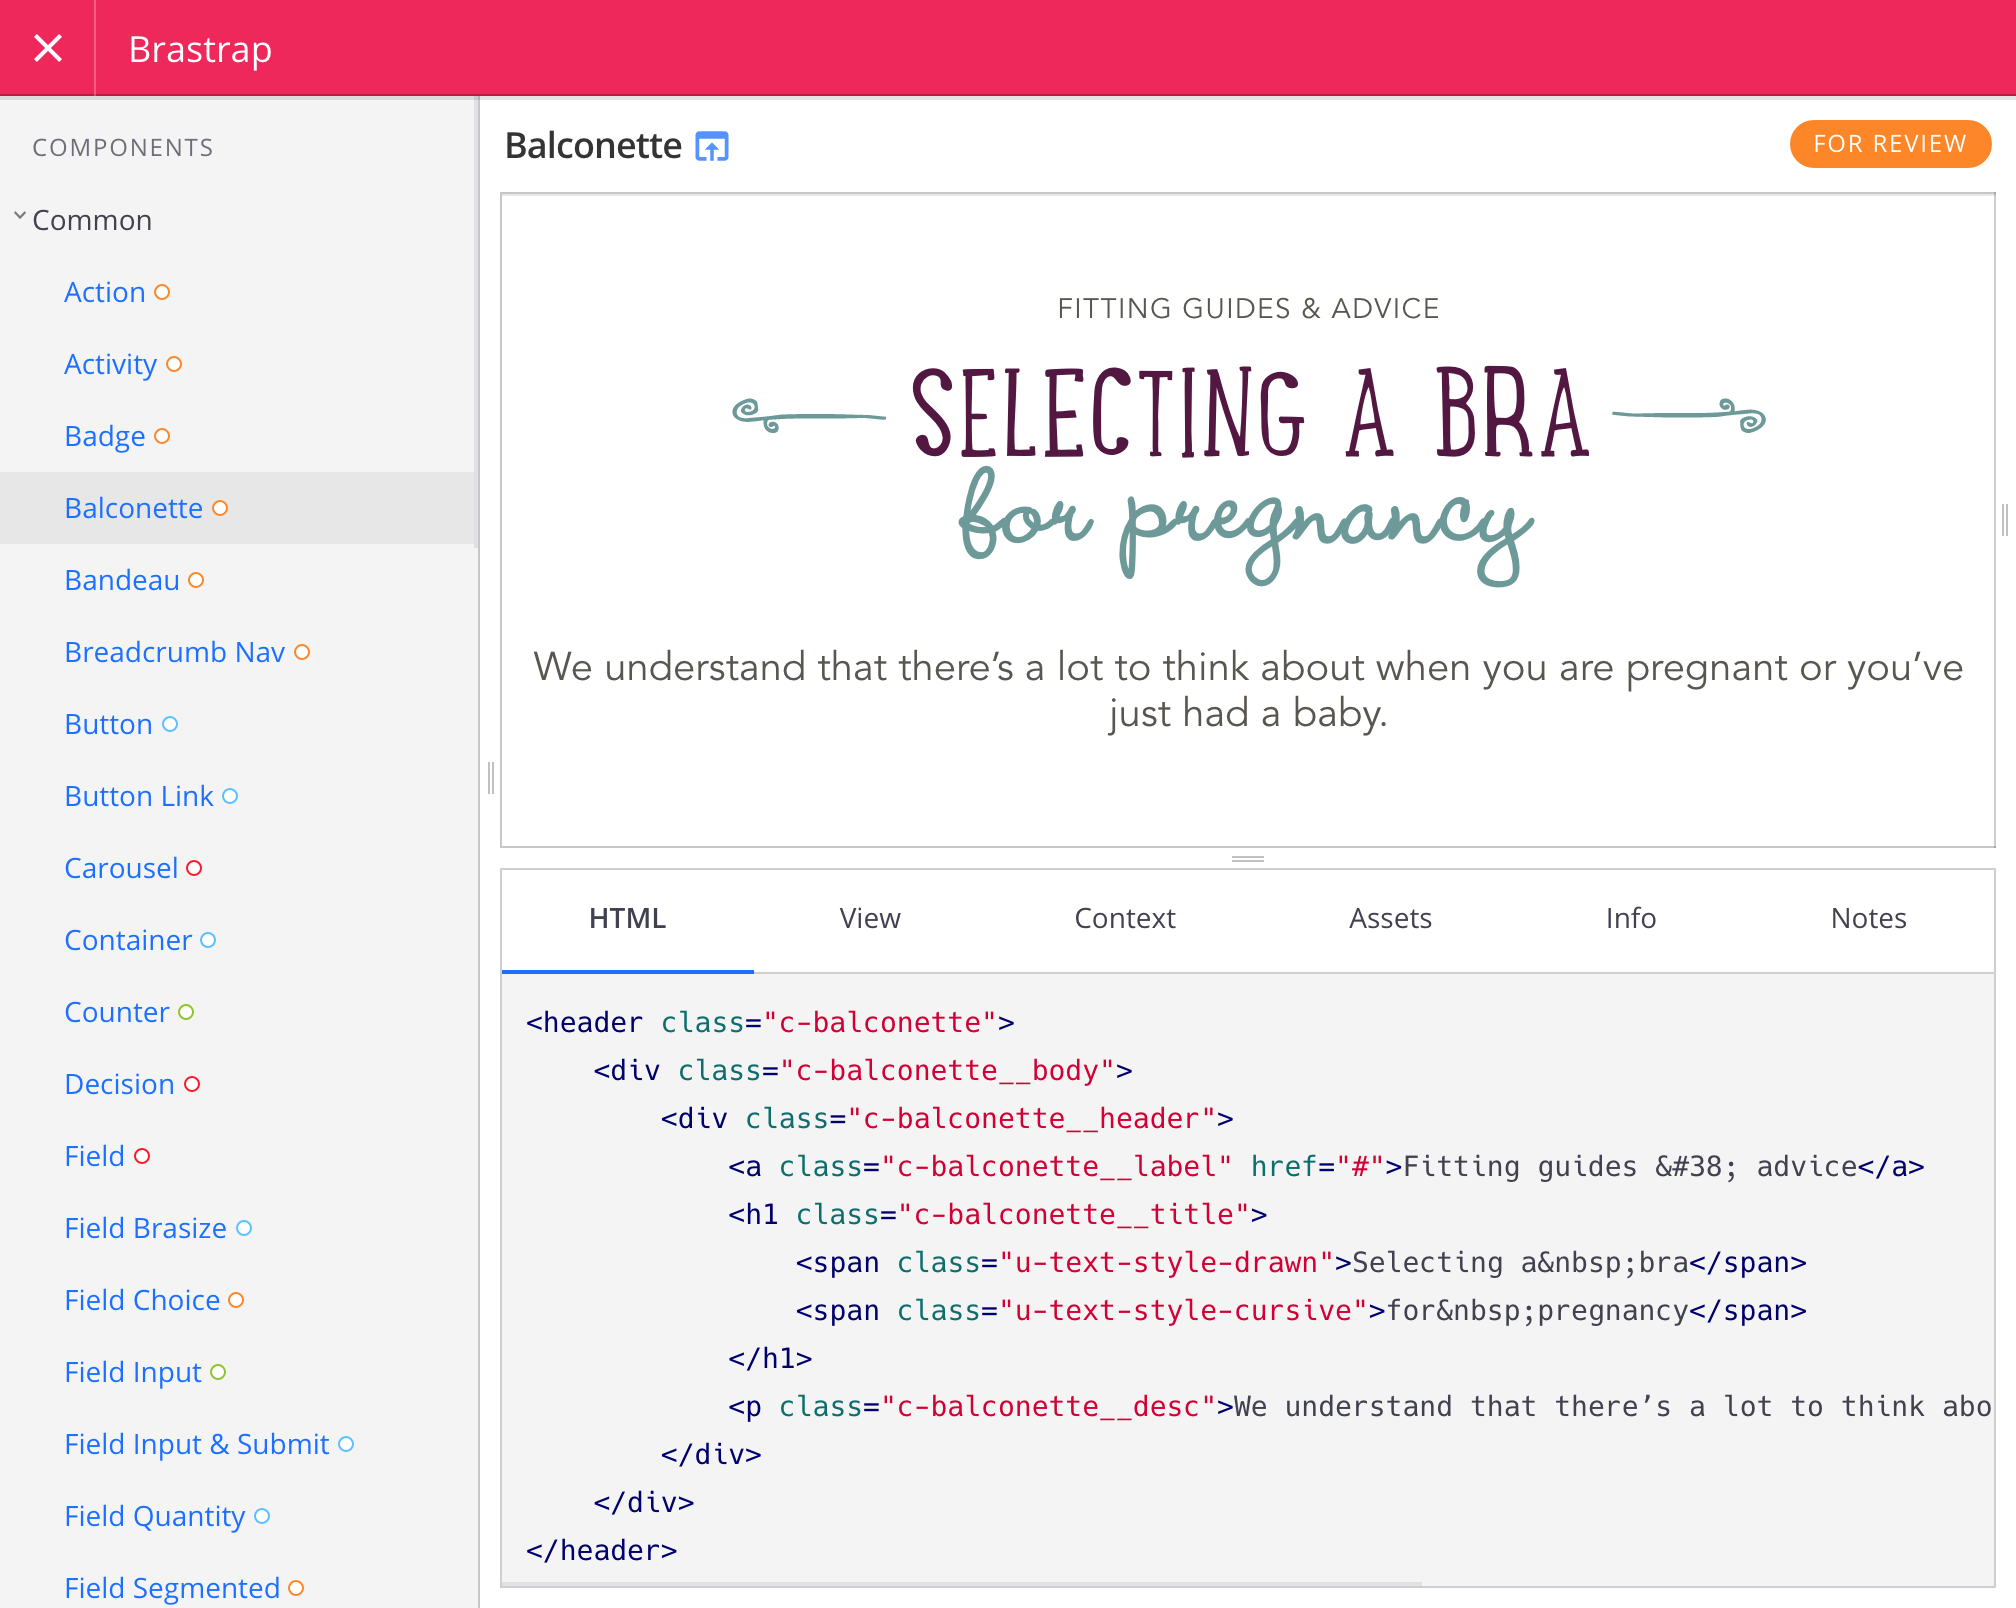 Brastrap
COMPONENTS
Common
Action
Activity
Badge
Balconette
Bandeau
Breadcrumb Nav
Button
Button Link
Carousel
Container
Counter
Decision
Field
Field Brasize
Field Choice
Field Input
Field Input & Submit
Field Quantity
Field Segmented
Balconette
FOR REVIEW
FITTING GUIDES & ADVICE
SELECTING A BRA
for pregnancy
We understand that there’s a lot to think about when you are pregnant or you’ve
just had a baby.
HTML View Context Assets Info Notes
<header class="c-balconette">
<div class="c-balconette__body">
<div class="c-balconette__header">
<a class="c-balconette__label" href="#">Fitting guides &#38; advice</a>
<h1 class="c-balconette__title">
<span class="u-text-style-drawn">Selecting a&nbsp;bra</span>
<span class="u-text-style-cursive">for&nbsp;pregnancy</span>
</h1>
<p class="c-balconette__desc">We understand that there’s a lot to think abo
</div>
</div>
</header>